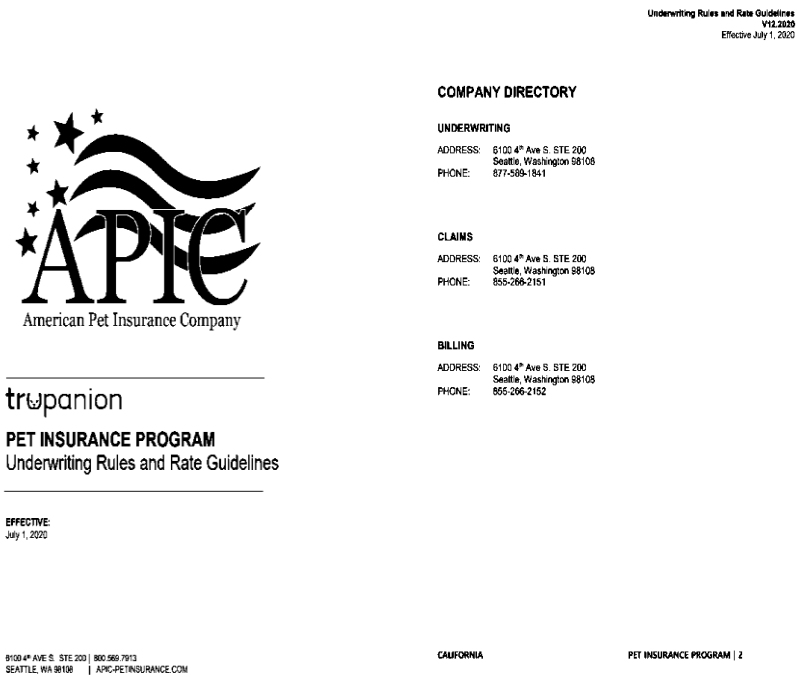 APIC
American Pet Insurance Company
trupanion
PET INSURANCE PROGRAM
Underwriting Rules and Rate Guidelines
EFFECTIVE:
July 1, 2020
6100 4th AVE S. STE 200 | 800.569.7913
SEATTLE, WA 98108 | APIC-PETINSURANCE.COM
Underwriting Rules and Rate Guidelines
V12.2020
Effective July 1, 2020
COMPANY DIRECTORY
UNDERWRITING
ADDRESS: 6100 4th Ave S. STE 200
Seattle, Washington 98108
PHONE: 877-589-1841
CLAIMS
ADDRESS: 6100 4th Ave S. STE 200
Seattle, Washington 98108
PHONE: 855-266-2151
BILLING
ADDRESS: 6100 4th Ave S. STE 200
Seattle, Washington 98108
PHONE: 855-266-2152
CALIFORNIA PET INSURANCE PROGRAM | 2